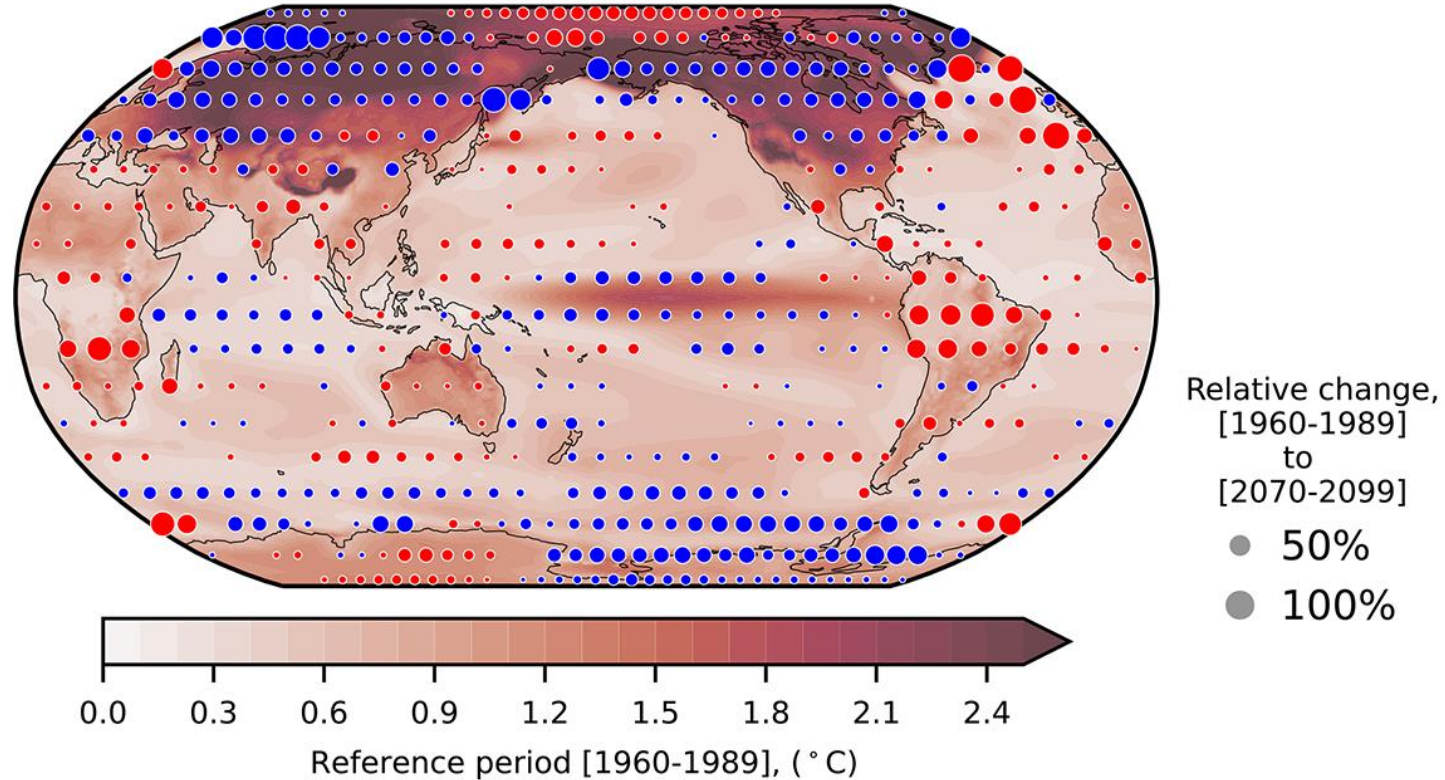 Relative change,
[1960-1989]
to
[2070-2099]
50%
100%
0.0 0.3 0.6 0.9 1.2 1.5 1.8 2.1 2.4
Reference period [1960-1989], (°C)